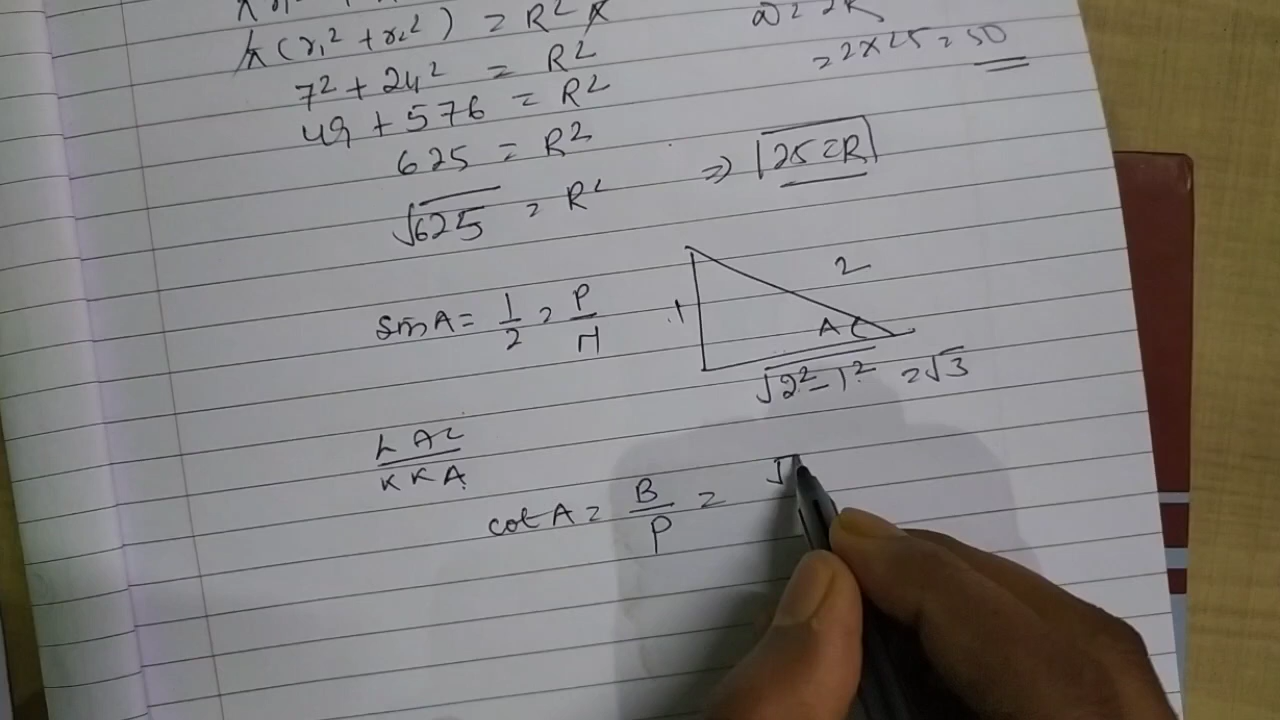 (r₁² + r₂²) = R²
7² + 24² = R²
49 + 576 = R²
625 = R²
√625 = R²
= 2 × 25 = 50
⇒ 25 = R
sin A = 1/2 = P/H
1
2
A
√2² - 1² = √3
cot A = B/P = √